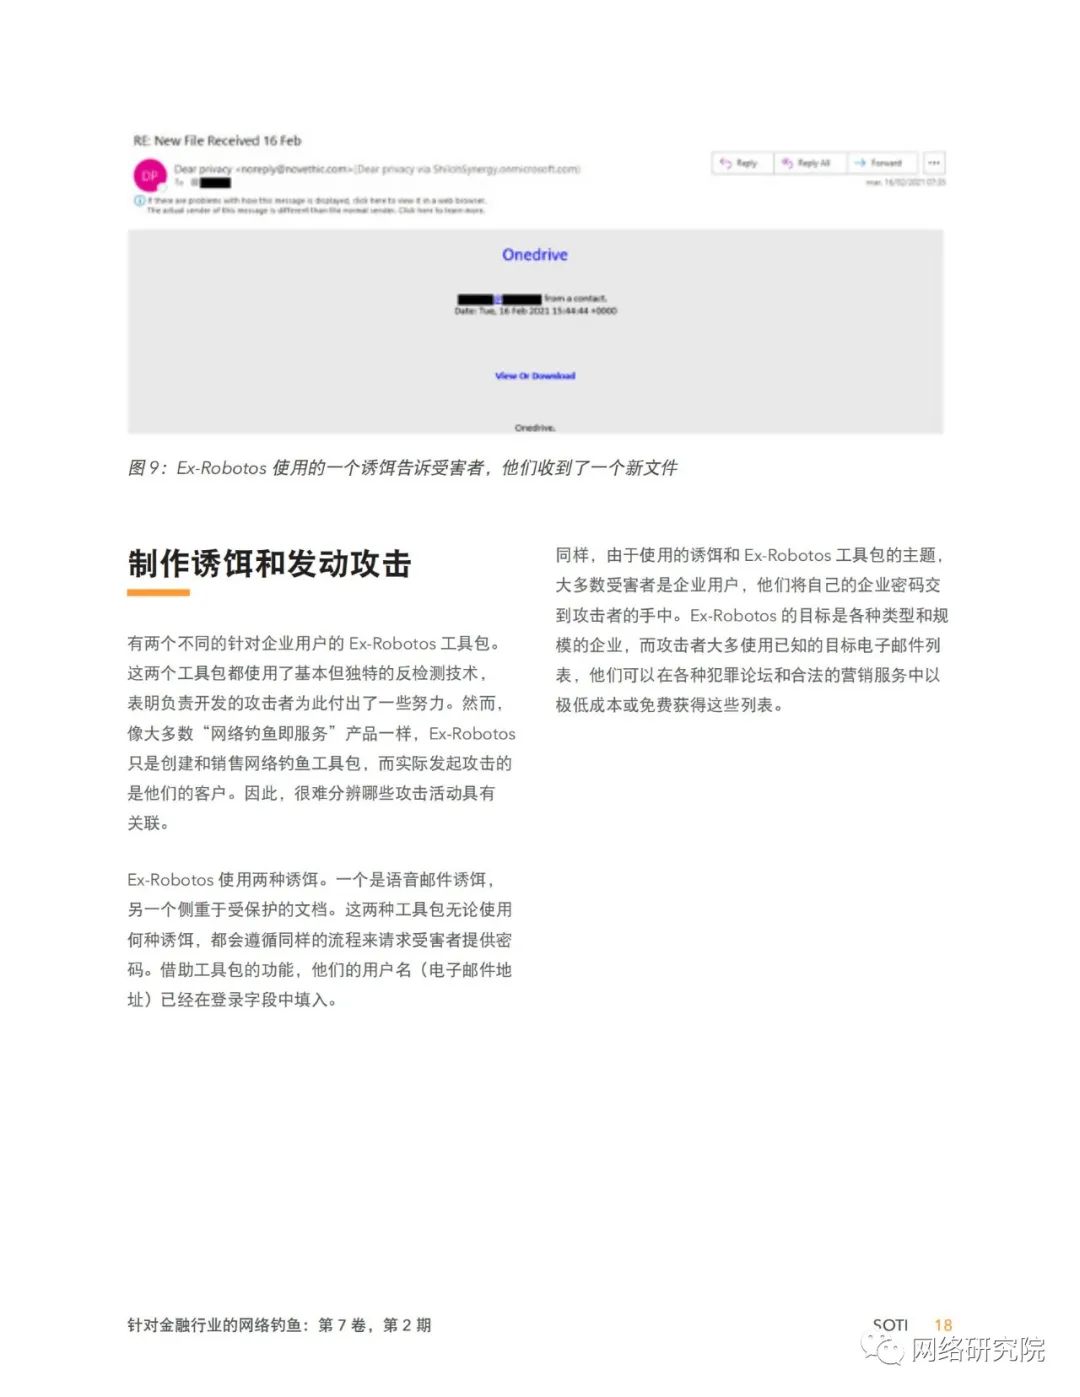 RE: New File Received 16 Feb
DP
Dear privacy <noreply@novethic.com>(Dear privacy via ShilohSynergy.onmicrosoft.com)
To
Reply
Reply All
Forward
mar. 16/02/2021
If there are problems with how this message is displayed, click here to view it in a web browser.
The actual sender of this message is different than the normal sender. Click here to learn more.
Onedrive
from a contact.
Date: Tue, 16 Feb 2021 15:44:44 +0000
View Or Download
Onedrive.
图 9：Ex-Robotos 使用的一个诱饵告诉受害者，他们收到了一个新文件
制作诱饵和发动攻击
有两个不同的针对企业用户的 Ex-Robotos 工具包。
这两个工具包都使用了基本但独特的反检测技术，
表明负责开发的攻击者为此付出了一些努力。然而，
像大多数“网络钓鱼即服务”产品一样，Ex-Robotos
只是创建和销售网络钓鱼工具包，而实际发起攻击的
是他们的客户。因此，很难分辨哪些攻击活动具有
关联。
Ex-Robotos 使用两种诱饵。一个是语音邮件诱饵，
另一个侧重于受保护的文档。这两种工具包无论使用
何种诱饵，都会遵循同样的流程来请求受害者提供密
码。借助工具包的功能，他们的用户名（电子邮件地
址）已经在登录字段中填入。
同样，由于使用的诱饵和 Ex-Robotos 工具包的主题，
大多数受害者是企业用户，他们将自己的企业密码交
到攻击者的手中。Ex-Robotos 的目标是各种类型和规
模的企业，而攻击者大多使用已知的目标电子邮件列
表，他们可以在各种犯罪论坛和合法的营销服务中以
极低成本或免费获得这些列表。
针对金融行业的网络钓鱼：第 7 卷，第 2 期
SOTI 18
网络研究院